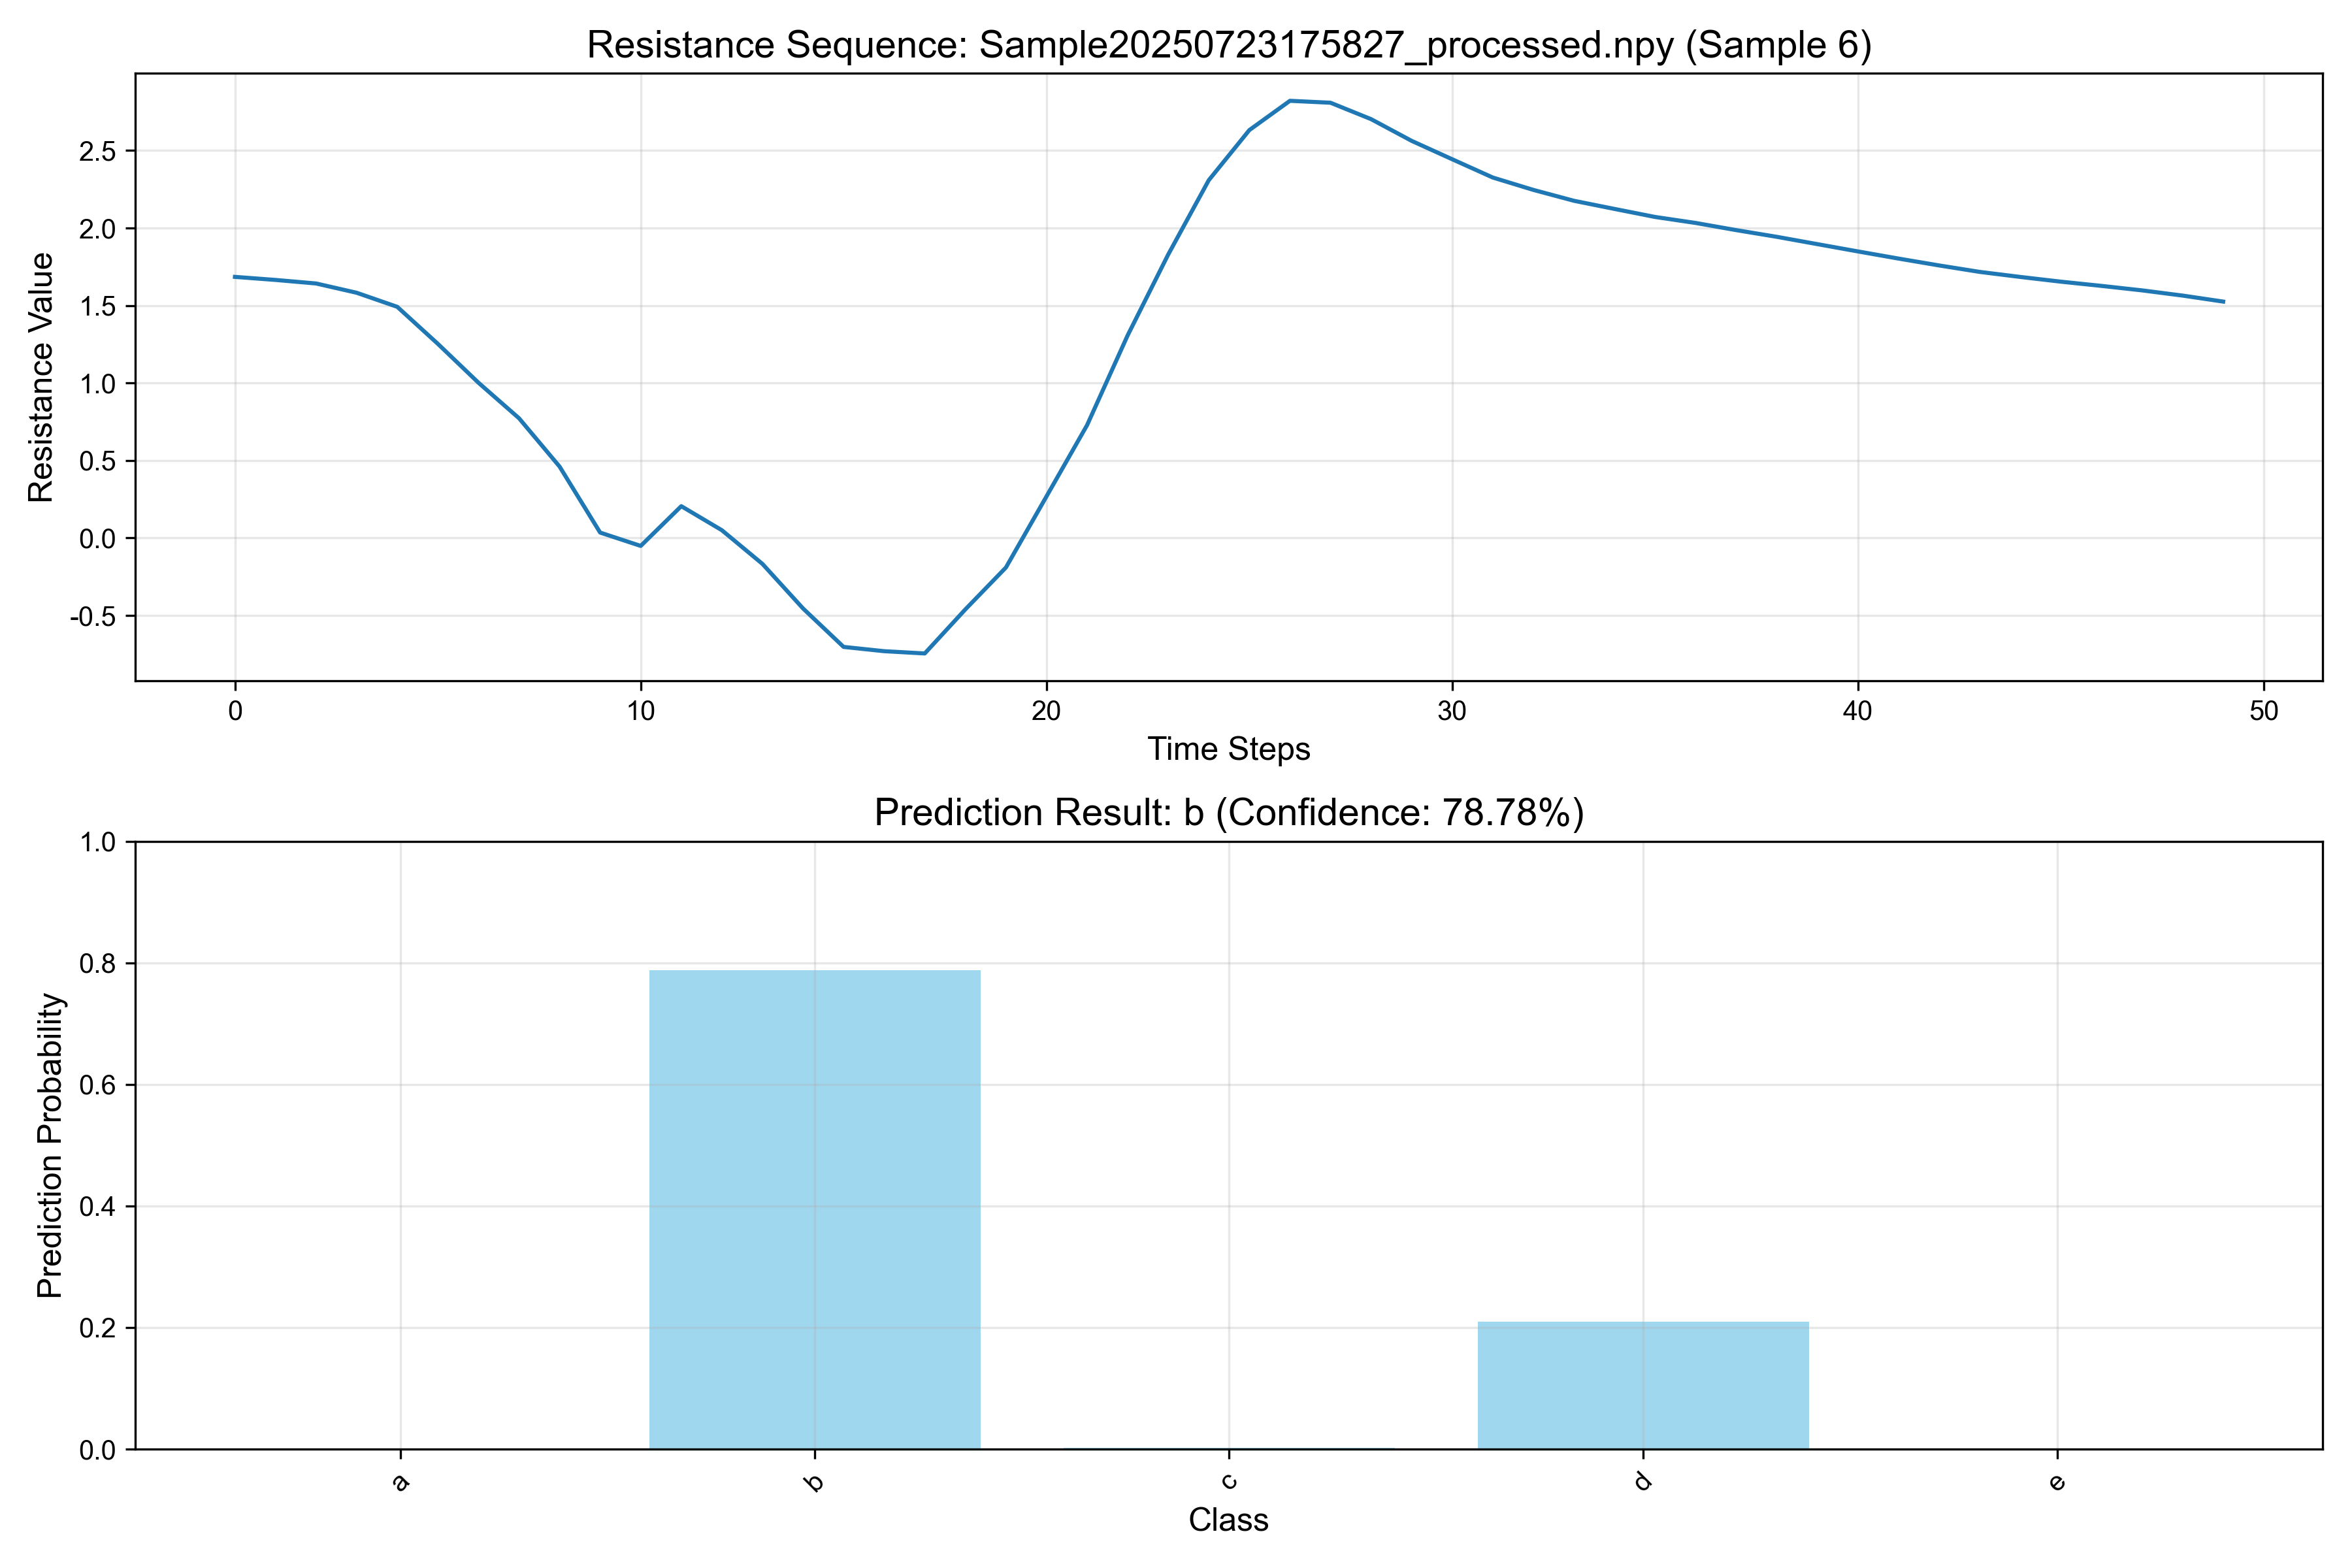 Resistance Sequence: Sample20250723175827_processed.npy (Sample 6)
Resistance Value
2.5
2.0
1.5
1.0
0.5
0.0
-0.5
0 10 20 30 40 50
Time Steps
Prediction Result: b (Confidence: 78.78%)
Prediction Probability
1.0
0.8
0.6
0.4
0.2
0.0
a b c d e
Class